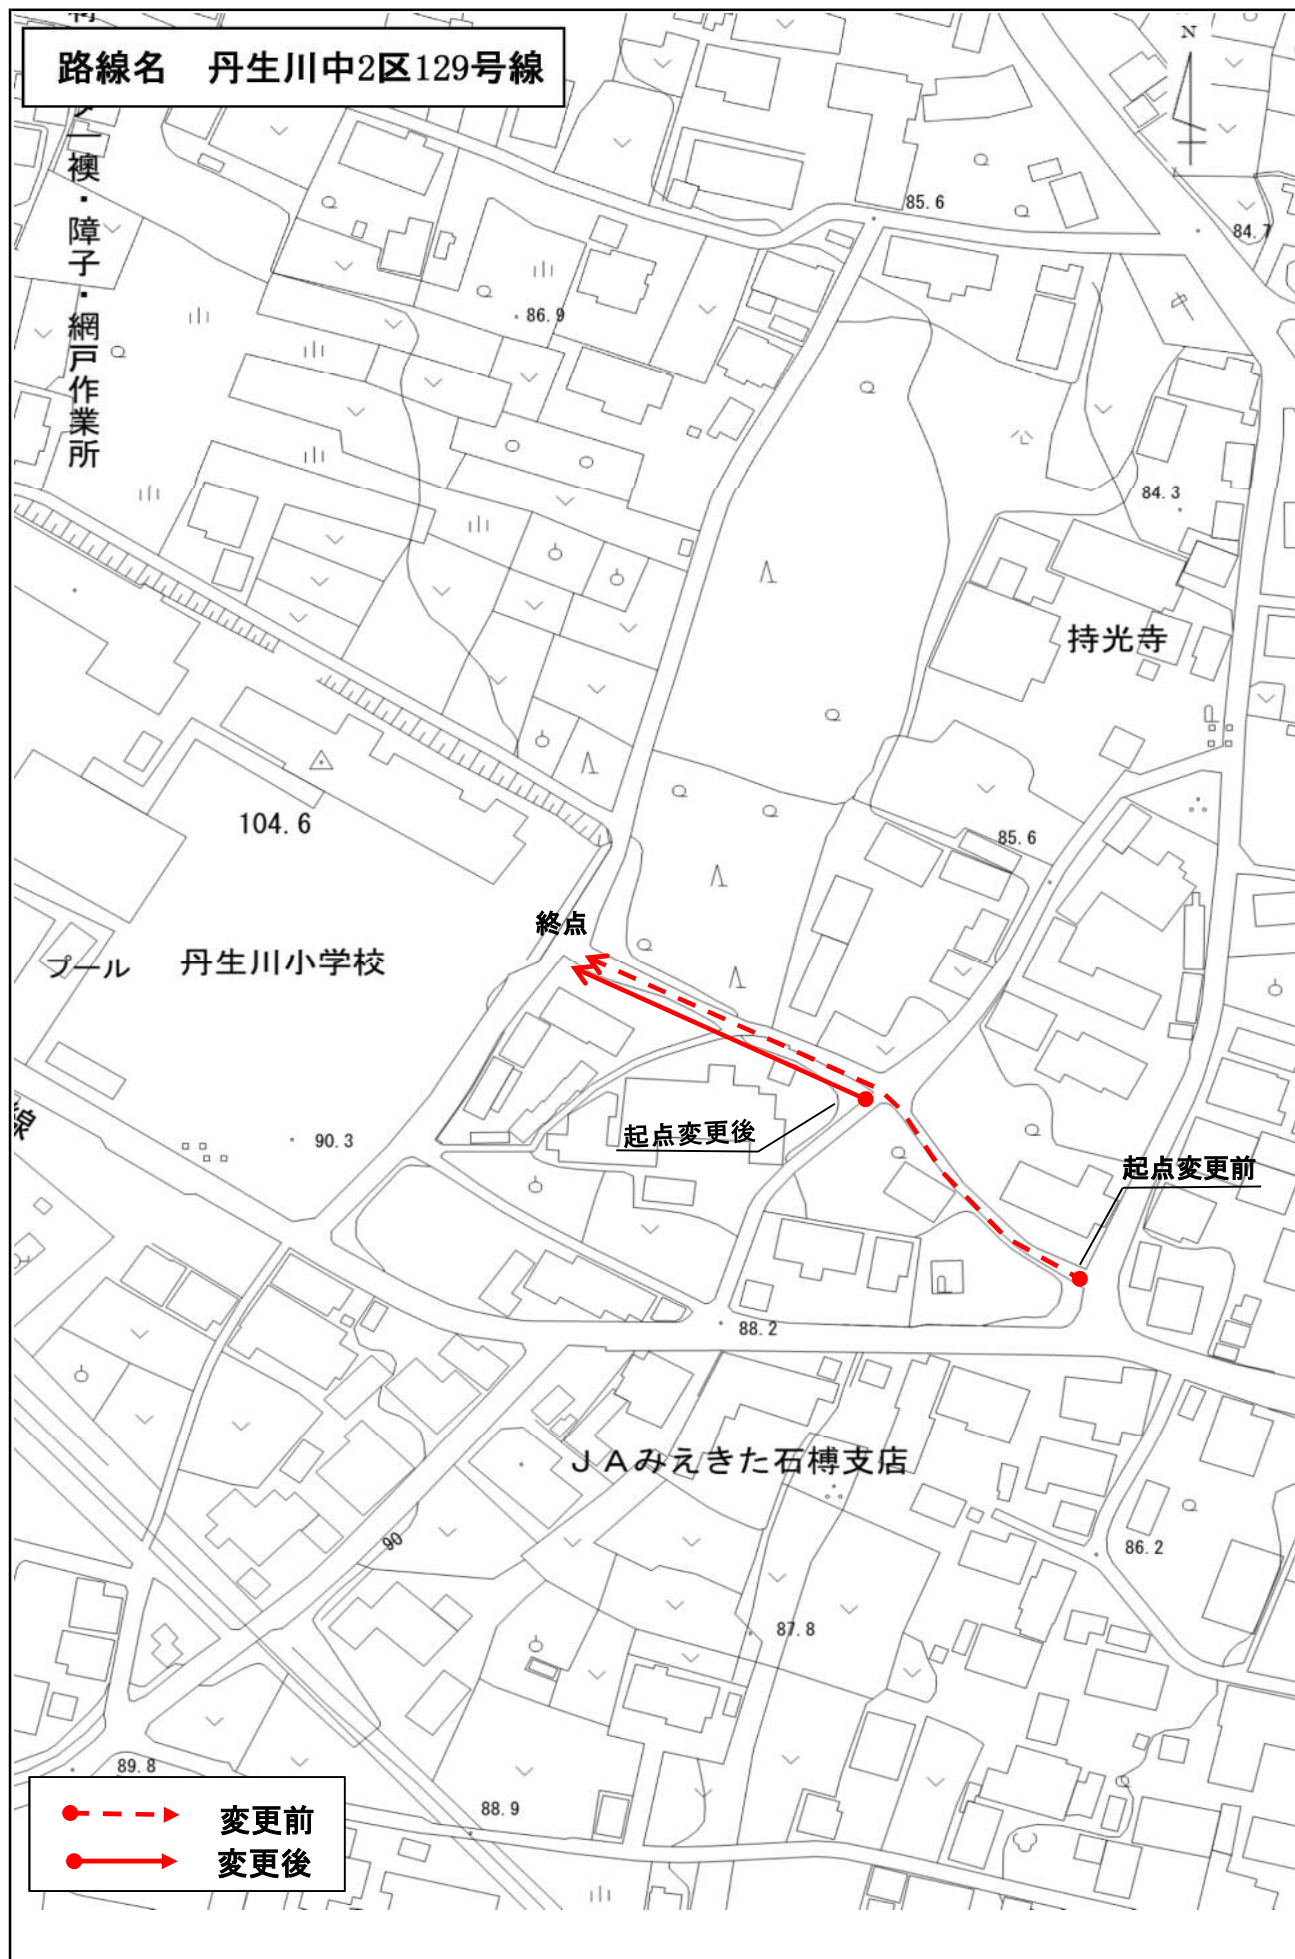 路線名 丹生川中2区129号線
N
襖・障子・網戸作業所
85.6
84.7
86.9
84.3
持光寺
104.6
85.6
終点
プール
丹生川小学校
90.3
起点変更後
起点変更前
88.2
JAみえきた石榑支店
90
86.2
87.8
89.8
88.9
変更前
変更後
線